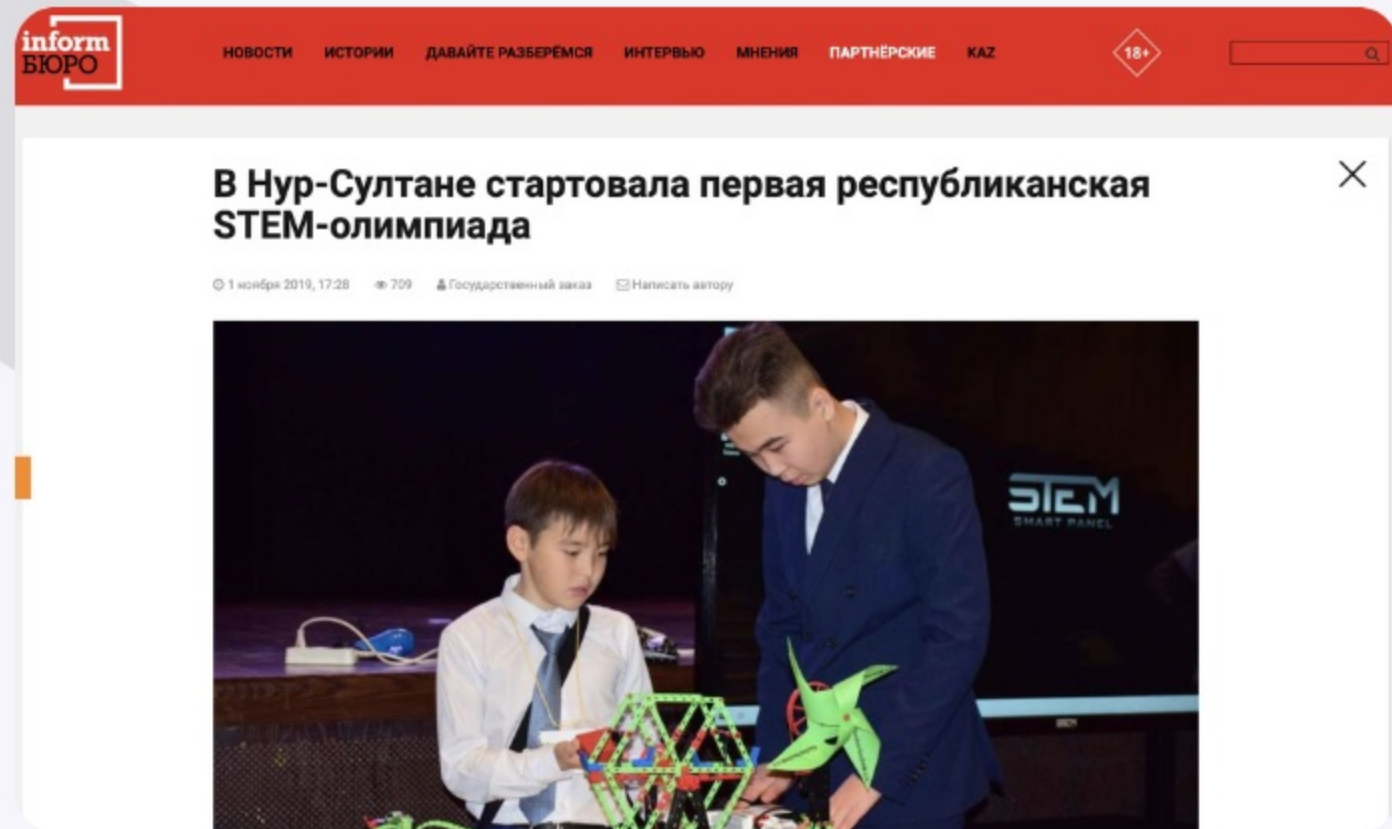 inform
БЮРО
НОВОСТИ ИСТОРИИ ДАВАЙТЕ РАЗБЕРЁМСЯ ИНТЕРВЬЮ МНЕНИЯ ПАРТНЁРСКИЕ KAZ 18+
В Нур-Султане стартовала первая республиканская
STEM-олимпиада
1 ноября 2019, 17:28 709 Государственный заказ Написать автору
STEM
SMART PANEL